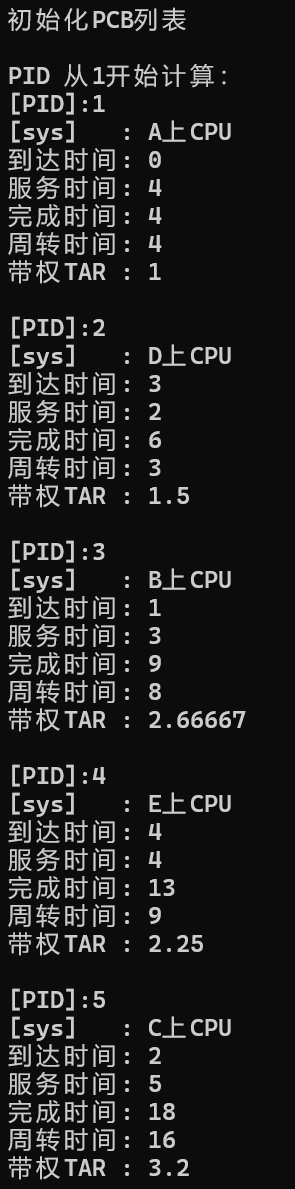 初始化PCB列表
PID 从1开始计算：
[PID]:1
[sys]   : A上CPU
到达时间: 0
服务时间: 4
完成时间: 4
周转时间: 4
带权TAR : 1
[PID]:2
[sys]   : D上CPU
到达时间: 3
服务时间: 2
完成时间: 6
周转时间: 3
带权TAR : 1.5
[PID]:3
[sys]   : B上CPU
到达时间: 1
服务时间: 3
完成时间: 9
周转时间: 8
带权TAR : 2.66667
[PID]:4
[sys]   : E上CPU
到达时间: 4
服务时间: 4
完成时间: 13
周转时间: 9
带权TAR : 2.25
[PID]:5
[sys]   : C上CPU
到达时间: 2
服务时间: 5
完成时间: 18
周转时间: 16
带权TAR : 3.2